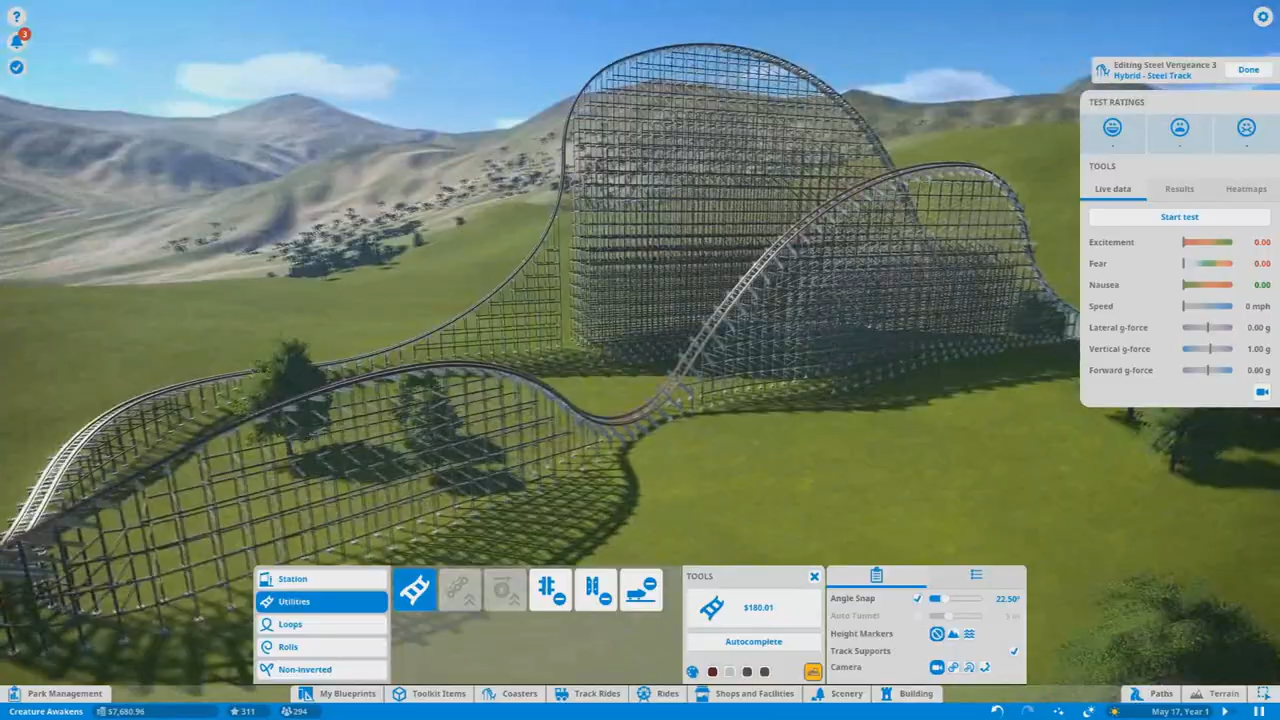 ?
3
Editing Steel Vengeance 3
Hybrid - Steel Track
Done
TEST RATINGS
- - -
TOOLS
Live data Results Heatmaps
Start test
Excitement 0.00
Fear 0.00
Nausea 0.00
Speed 0 mph
Lateral g-force 0.00 g
Vertical g-force 1.00 g
Forward g-force 0.00 g
Station
Utilities
Loops
Rolls
Non-inverted
TOOLS
$180.01
Autocomplete
Angle Snap 22.50°
Auto Tunnel
Height Markers
Track Supports
Camera
Park Management My Blueprints Toolkit Items Coasters Track Rides Rides Shops and Facilities Scenery Building Paths Terrain
Creature Awakens $7,680.96 311 294 May 17, Year 1